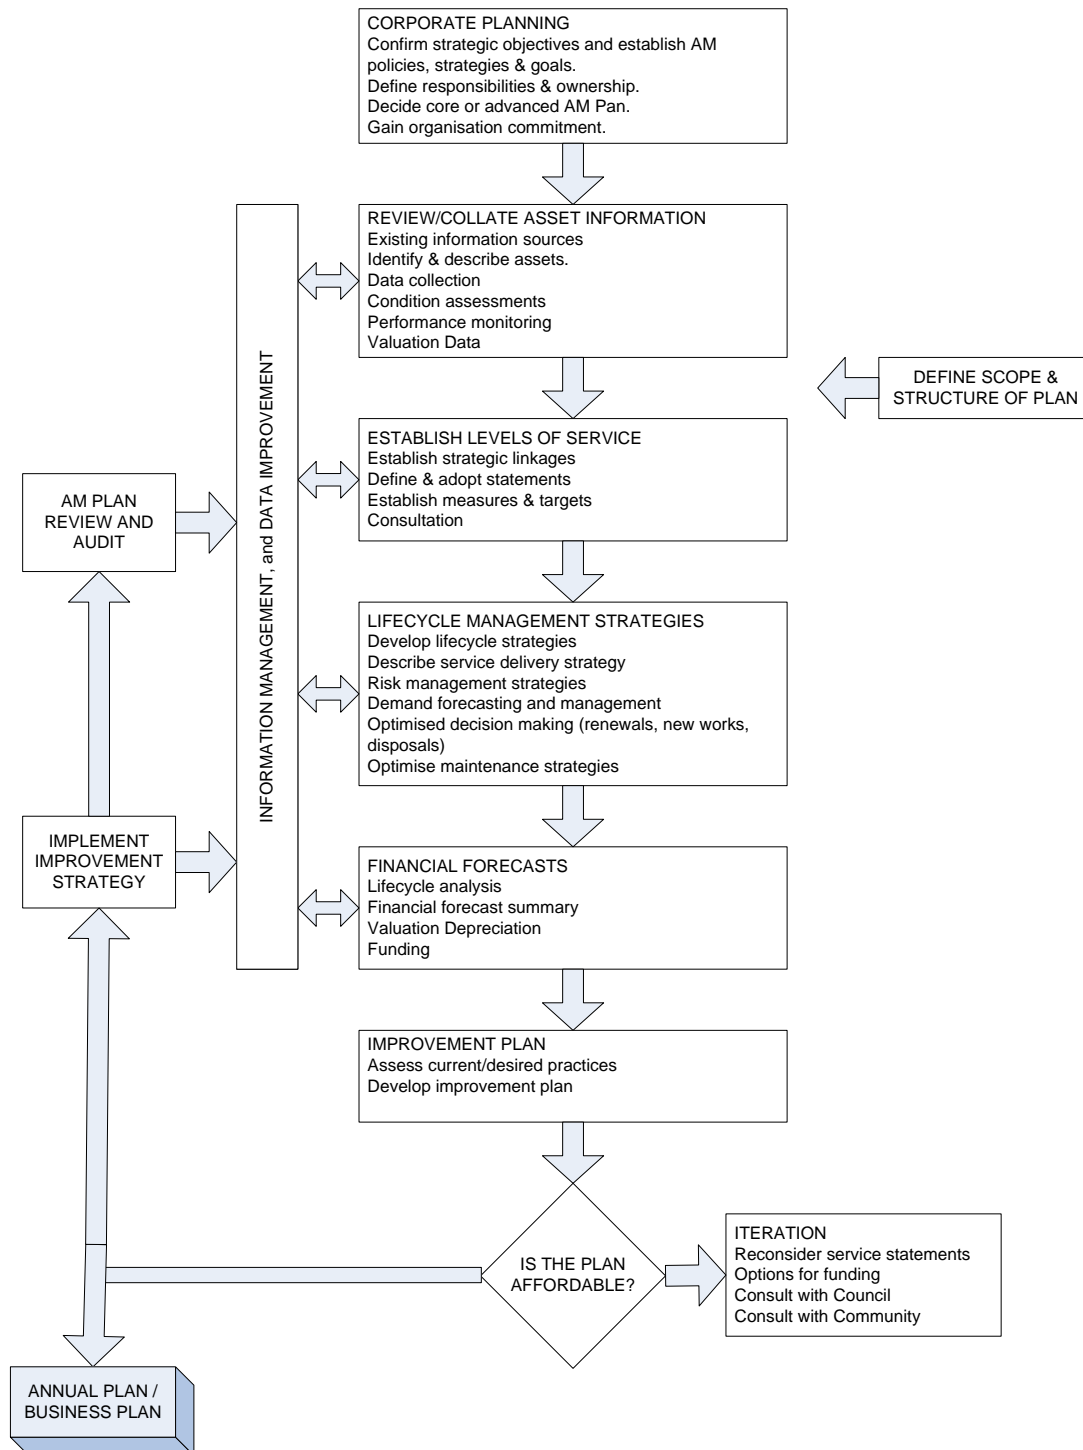 CORPORATE PLANNING
Confirm strategic objectives and establish AM
policies, strategies & goals.
Define responsibilities & ownership.
Decide core or advanced AM Pan.
Gain organisation commitment.
REVIEW/COLLATE ASSET INFORMATION
Existing information sources
Identify & describe assets.
Data collection
Condition assessments
Performance monitoring
Valuation Data
DEFINE SCOPE &
STRUCTURE OF PLAN
INFORMATION MANAGEMENT, and DATA IMPROVEMENT
ESTABLISH LEVELS OF SERVICE
Establish strategic linkages
Define & adopt statements
Establish measures & targets
Consultation
AM PLAN
REVIEW AND
AUDIT
LIFECYCLE MANAGEMENT STRATEGIES
Develop lifecycle strategies
Describe service delivery strategy
Risk management strategies
Demand forecasting and management
Optimised decision making (renewals, new works,
disposals)
Optimise maintenance strategies
IMPLEMENT
IMPROVEMENT
STRATEGY
FINANCIAL FORECASTS
Lifecycle analysis
Financial forecast summary
Valuation Depreciation
Funding
IMPROVEMENT PLAN
Assess current/desired practices
Develop improvement plan
IS THE PLAN
AFFORDABLE?
ITERATION
Reconsider service statements
Options for funding
Consult with Council
Consult with Community
ANNUAL PLAN /
BUSINESS PLAN